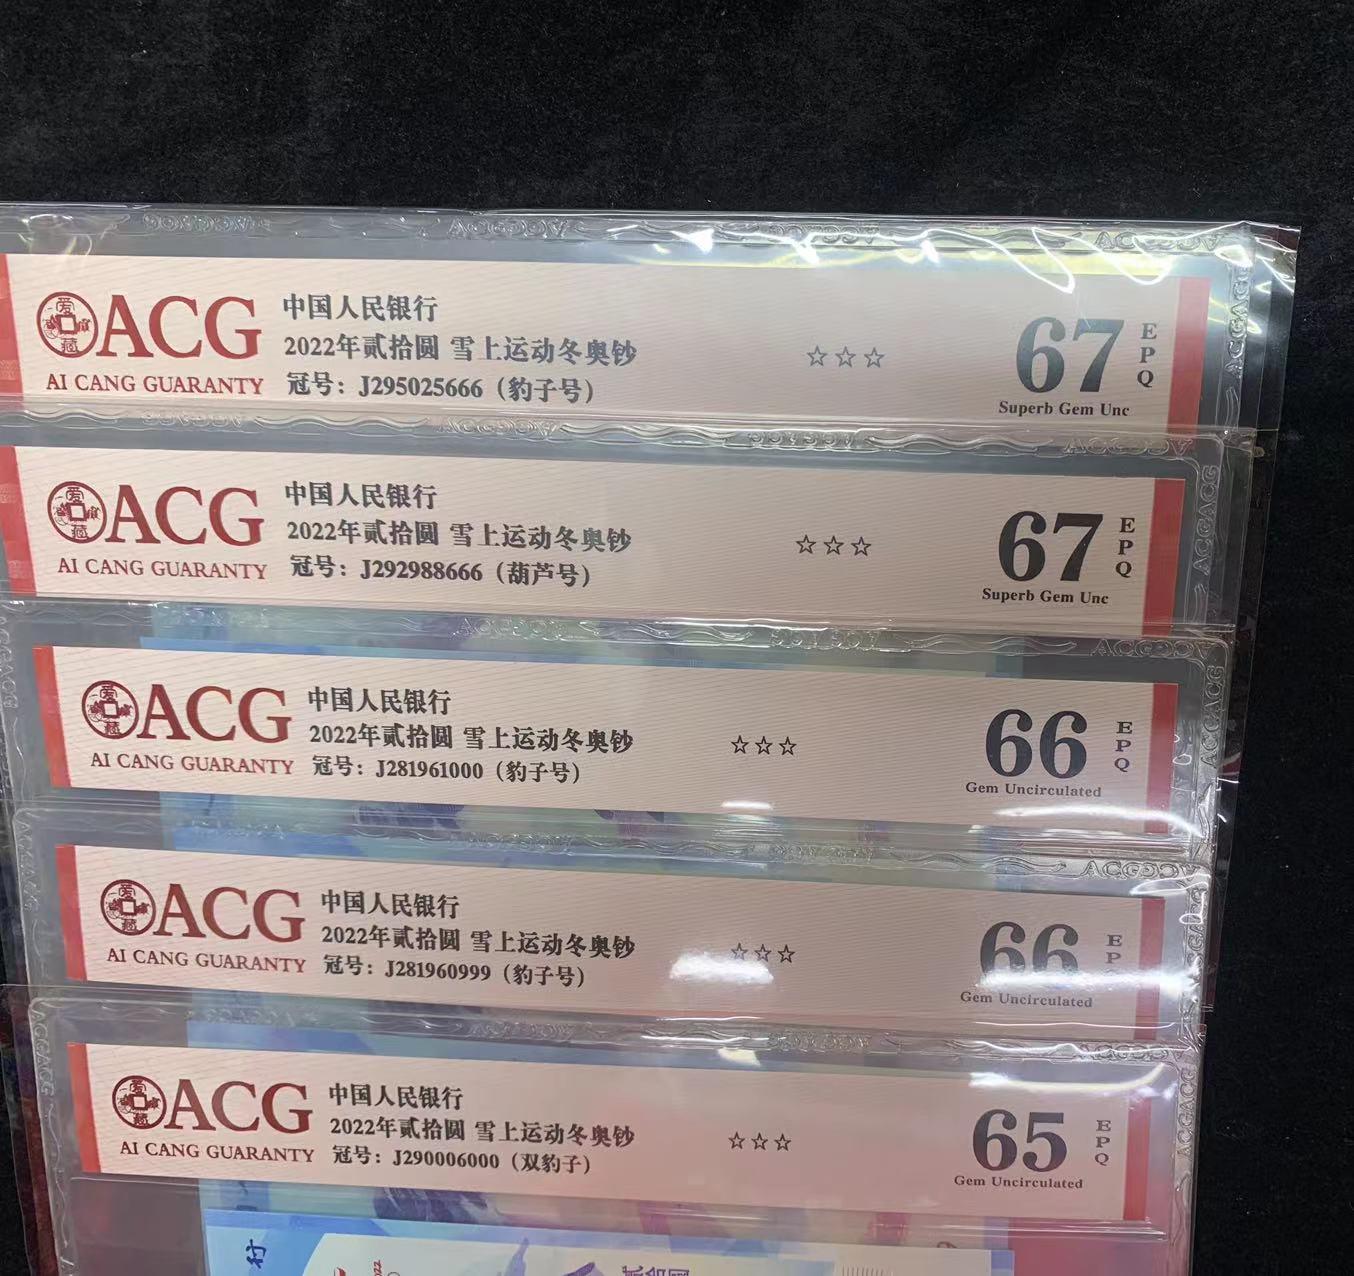 ACG
AI CANG GUARANTY
中国人民银行
2022年贰拾圆 雪上运动冬奥钞
冠号：J295025666（豹子号）
☆☆☆
67
EPQ
Superb Gem Unc
ACG
AI CANG GUARANTY
中国人民银行
2022年贰拾圆 雪上运动冬奥钞
冠号：J292988666（葫芦号）
☆☆☆
67
EPQ
Superb Gem Unc
ACG
AI CANG GUARANTY
中国人民银行
2022年贰拾圆 雪上运动冬奥钞
冠号：J281961000（豹子号）
☆☆☆
66
EPQ
Gem Uncirculated
ACG
AI CANG GUARANTY
中国人民银行
2022年贰拾圆 雪上运动冬奥钞
冠号：J281960999（豹子号）
☆☆☆
66
EPQ
Gem Uncirculated
ACG
AI CANG GUARANTY
中国人民银行
2022年贰拾圆 雪上运动冬奥钞
冠号：J290006000（双豹子）
☆☆☆
65
EPQ
Gem Uncirculated